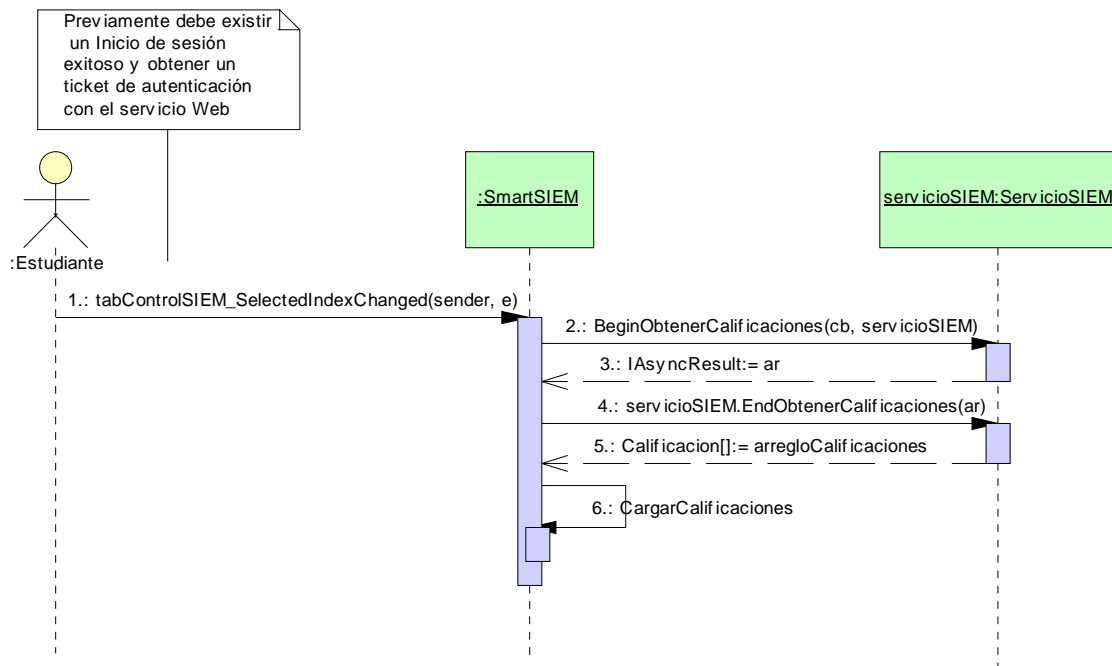 Previamente debe existir
un Inicio de sesión
exitoso y obtener un
ticket de autenticación
con el servicio Web
:SmartSIEM
servicioSIEM:ServicioSIEM
:Estudiante
1.: tabControlSIEM_SelectedIndexChanged(sender, e)
2.: BeginObtenerCalificaciones(cb, servicioSIEM)
3.: IAsyncResult:= ar
4.: servicioSIEM.EndObtenerCalificaciones(ar)
5.: Calificacion[]:= arregloCalificaciones
6.: CargarCalificaciones